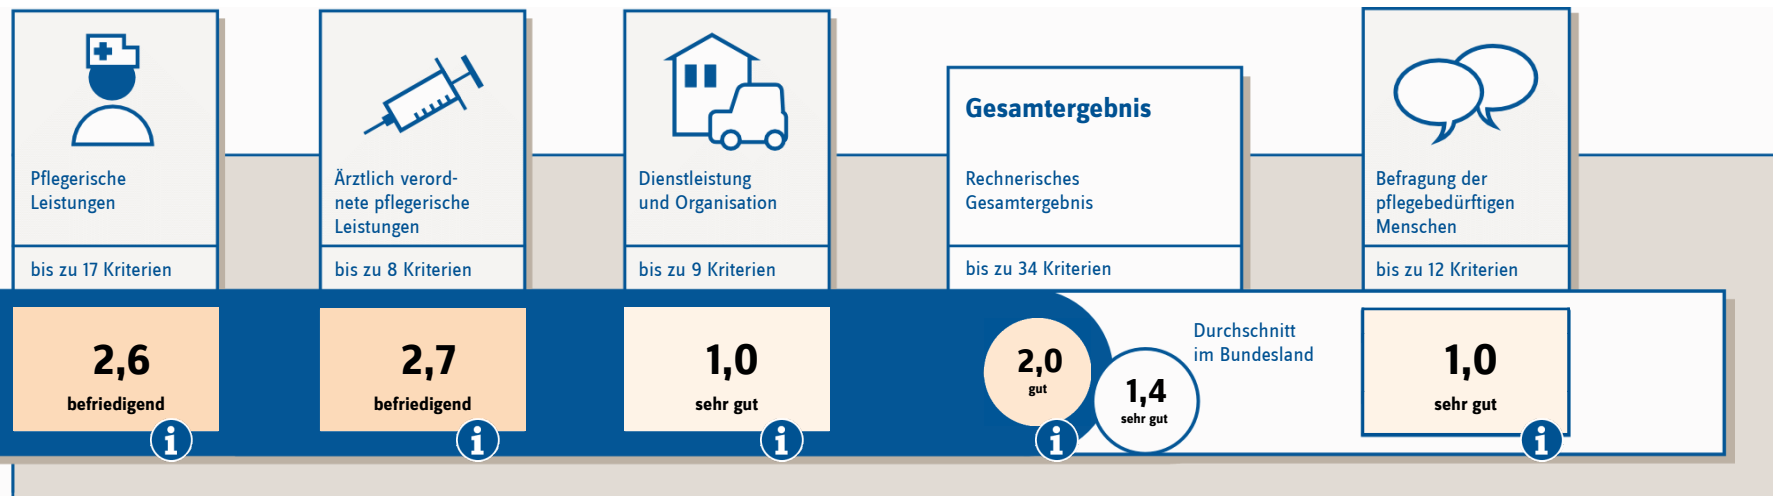 Pflegerische
Leistungen
bis zu 17 Kriterien
2,6
befriedigend
i
Ärztlich verord-
nete pflegerische
Leistungen
bis zu 8 Kriterien
2,7
befriedigend
i
Dienstleistung
und Organisation
bis zu 9 Kriterien
1,0
sehr gut
i
Gesamtergebnis
Rechnerisches
Gesamtergebnis
bis zu 34 Kriterien
2,0
gut
i
1,4
sehr gut
Durchschnitt
im Bundesland
Befragung der
pflegebedürftigen
Menschen
bis zu 12 Kriterien
1,0
sehr gut
i